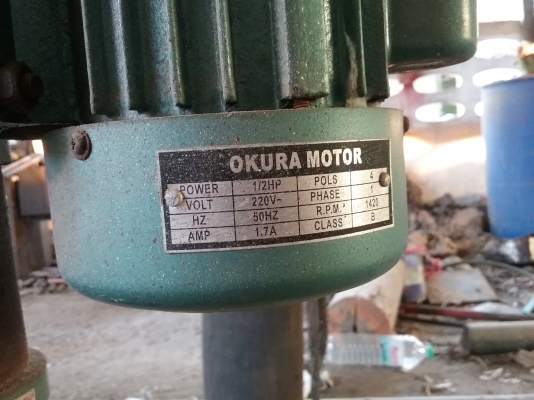 OKURA MOTOR
POWER 1/2HP POLS 4
VOLT 220V~ PHASE 1
HZ 50HZ R.P.M. 1420
AMP 1.7A CLASS B